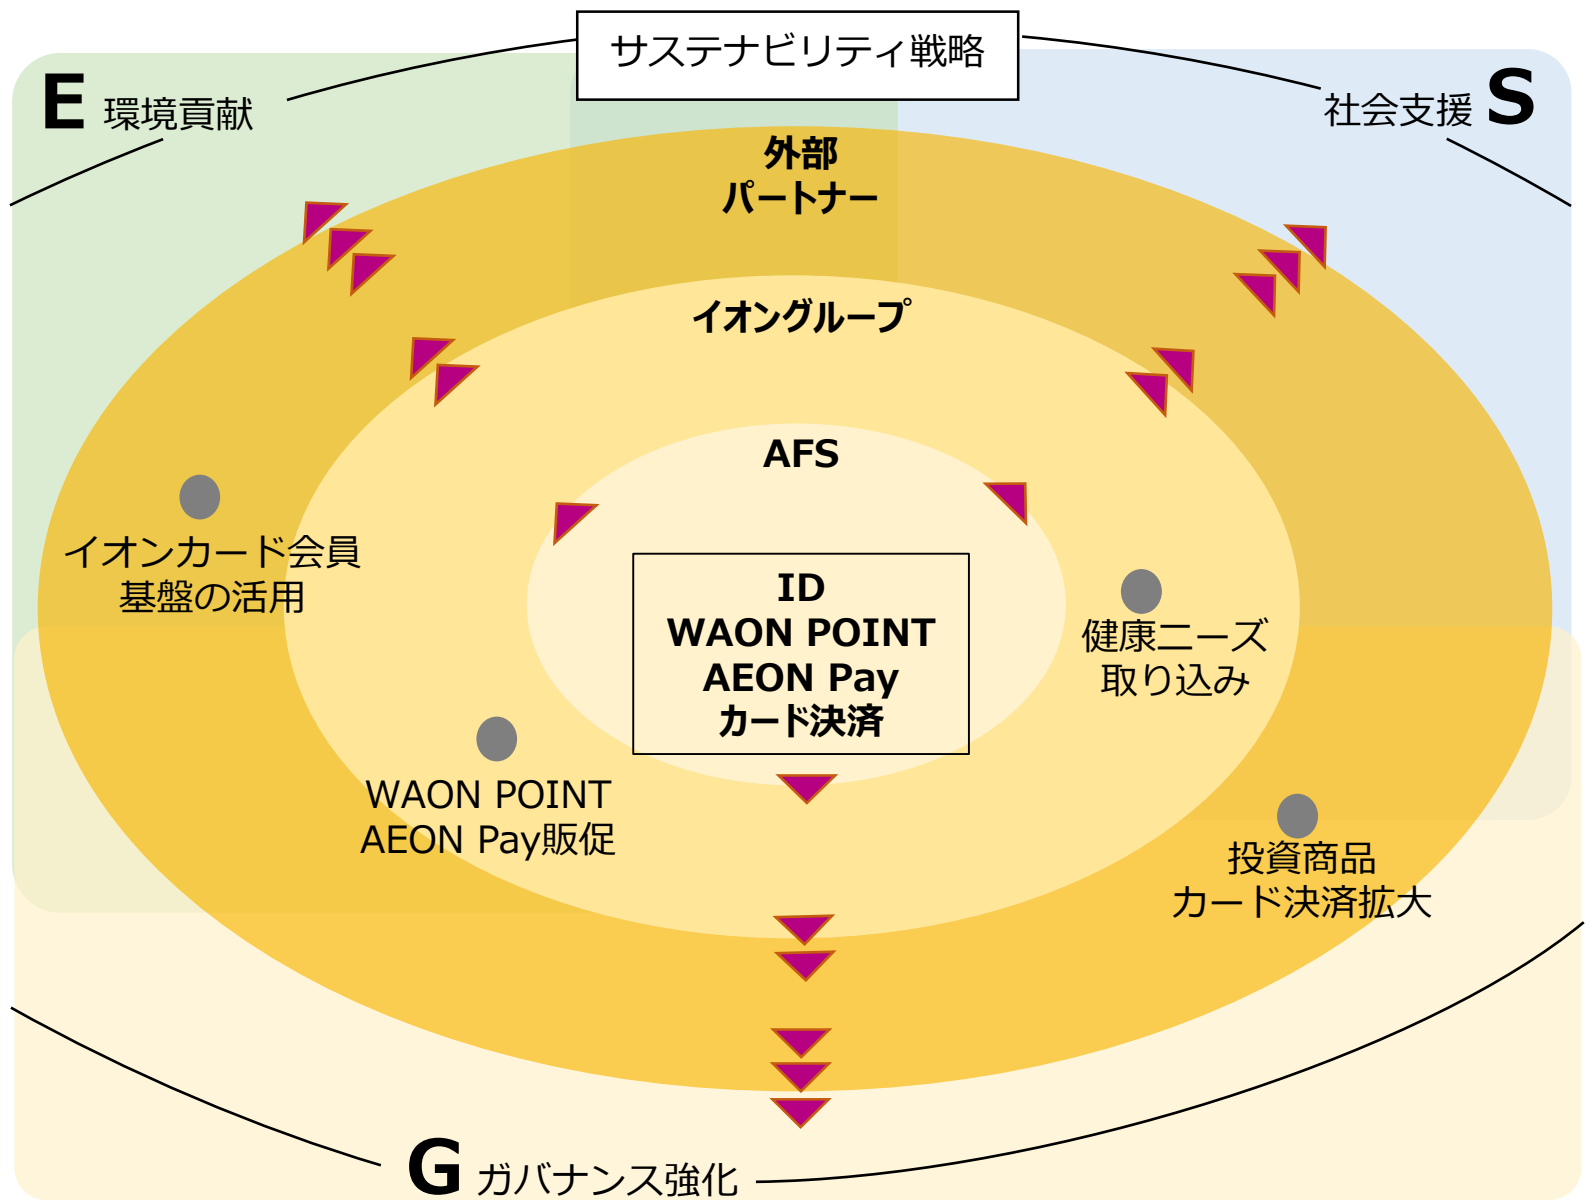 サステナビリティ戦略
E 環境貢献
社会支援 S
外部
パートナー
イオングループ
AFS
ID
WAON POINT
AEON Pay
カード決済
イオンカード会員
基盤の活用
健康ニーズ
取り込み
WAON POINT
AEON Pay販促
投資商品
カード決済拡大
G ガバナンス強化